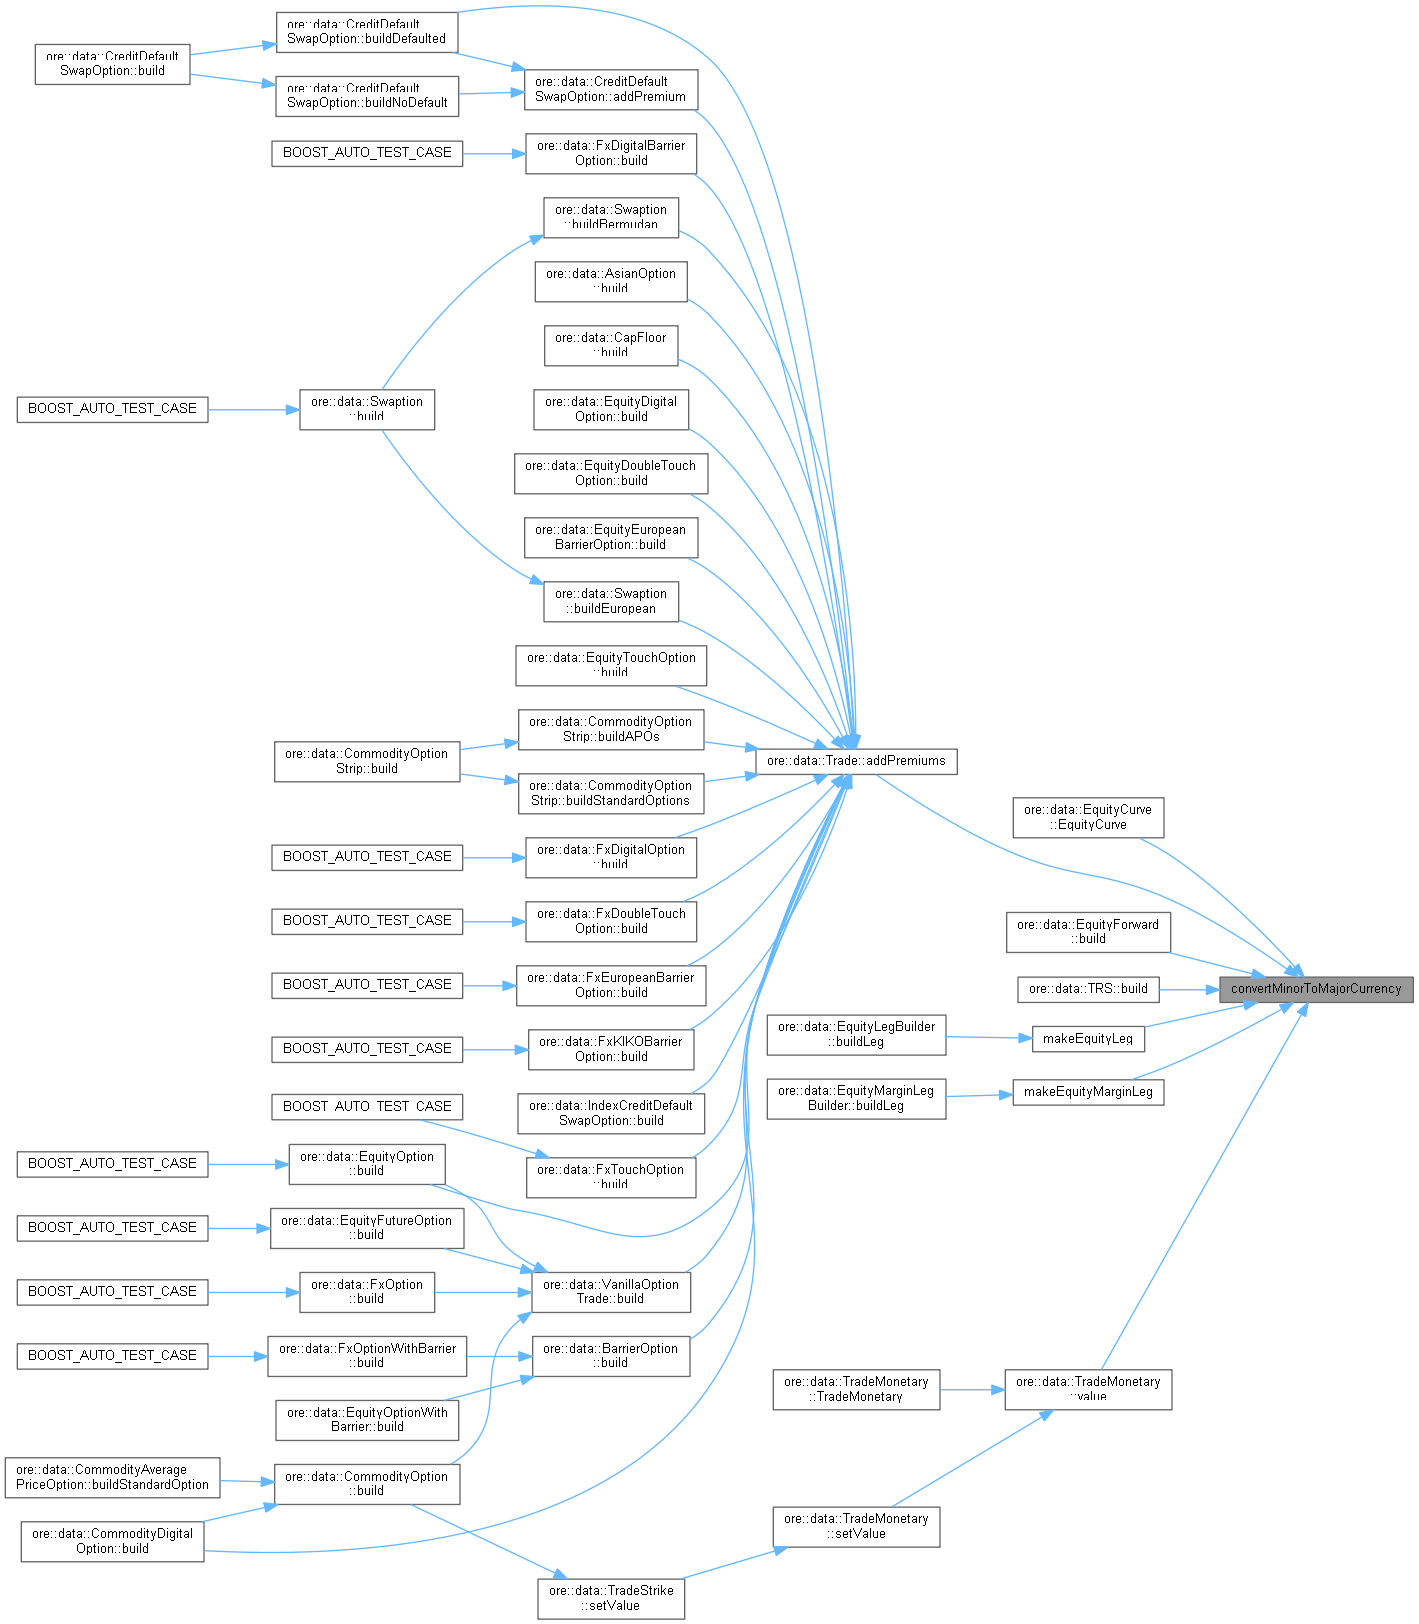 ore::data::CreditDefault
SwapOption::build
ore::data::CreditDefault
SwapOption::buildDefaulted
ore::data::CreditDefault
SwapOption::buildNoDefault
ore::data::CreditDefault
SwapOption::addPremium
BOOST_AUTO_TEST_CASE
ore::data::FxDigitalBarrier
Option::build
ore::data::Swaption
::buildBermudan
ore::data::AsianOption
::build
ore::data::CapFloor
::build
BOOST_AUTO_TEST_CASE
ore::data::Swaption
::build
ore::data::EquityDigital
Option::build
ore::data::EquityDoubleTouch
Option::build
ore::data::EquityEuropean
BarrierOption::build
ore::data::Swaption
::buildEuropean
ore::data::EquityTouchOption
::build
ore::data::CommodityOption
Strip::build
ore::data::CommodityOption
Strip::buildAPOs
ore::data::CommodityOption
Strip::buildStandardOptions
ore::data::Trade::addPremiums
ore::data::EquityCurve
::EquityCurve
BOOST_AUTO_TEST_CASE
ore::data::FxDigitalOption
::build
BOOST_AUTO_TEST_CASE
ore::data::FxDoubleTouch
Option::build
ore::data::EquityForward
::build
BOOST_AUTO_TEST_CASE
ore::data::FxEuropeanBarrier
Option::build
ore::data::TRS::build
convertMinorToMajorCurrency
BOOST_AUTO_TEST_CASE
ore::data::FxKIKOBarrier
Option::build
ore::data::EquityLegBuilder
::buildLeg
makeEquityLeg
ore::data::EquityMarginLeg
Builder::buildLeg
makeEquityMarginLeg
BOOST_AUTO_TEST_CASE
ore::data::IndexCreditDefault
SwapOption::build
BOOST_AUTO_TEST_CASE
ore::data::EquityOption
::build
ore::data::FxTouchOption
::build
BOOST_AUTO_TEST_CASE
ore::data::EquityFutureOption
::build
BOOST_AUTO_TEST_CASE
ore::data::FxOption
::build
ore::data::VanillaOption
Trade::build
BOOST_AUTO_TEST_CASE
ore::data::FxOptionWithBarrier
::build
ore::data::BarrierOption
::build
ore::data::TradeMonetary
::TradeMonetary
ore::data::TradeMonetary
::value
ore::data::EquityOptionWith
Barrier::build
ore::data::CommodityAverage
PriceOption::buildStandardOption
ore::data::CommodityOption
::build
ore::data::CommodityDigital
Option::build
ore::data::TradeMonetary
::setValue
ore::data::TradeStrike
::setValue